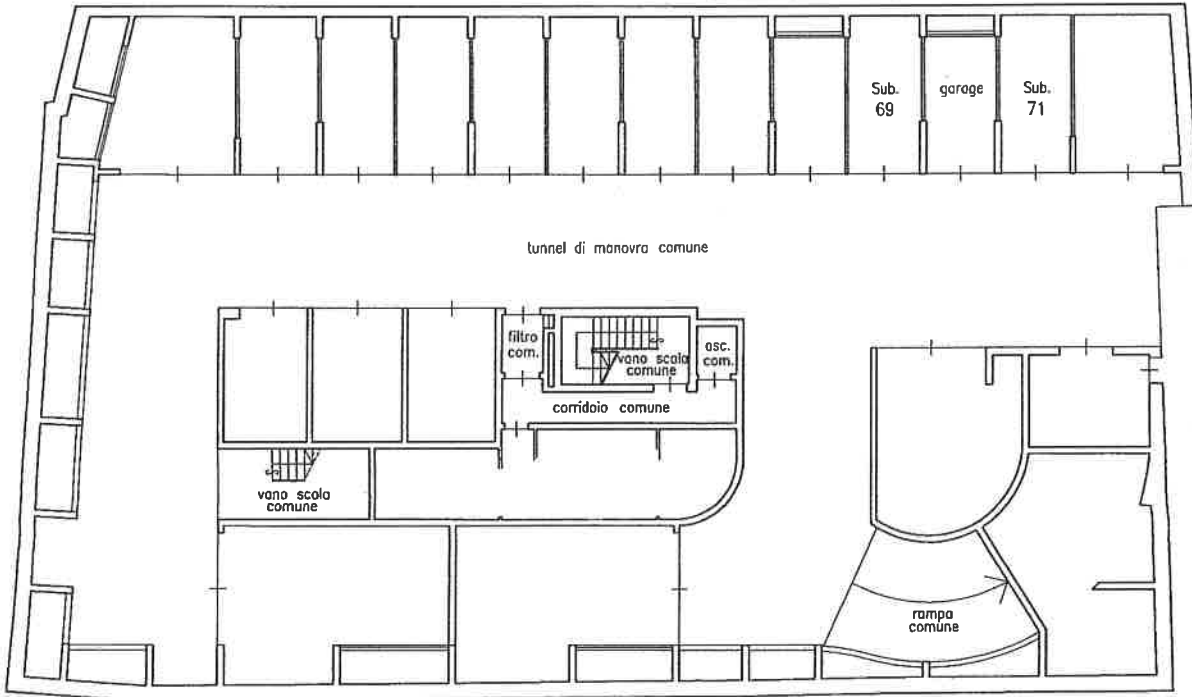 Sub.
69
garage
Sub.
71
tunnel di manovra comune
filtro
com.
vano scala
comune
asc.
com.
corridoio comune
vano scala
comune
rampa
comune